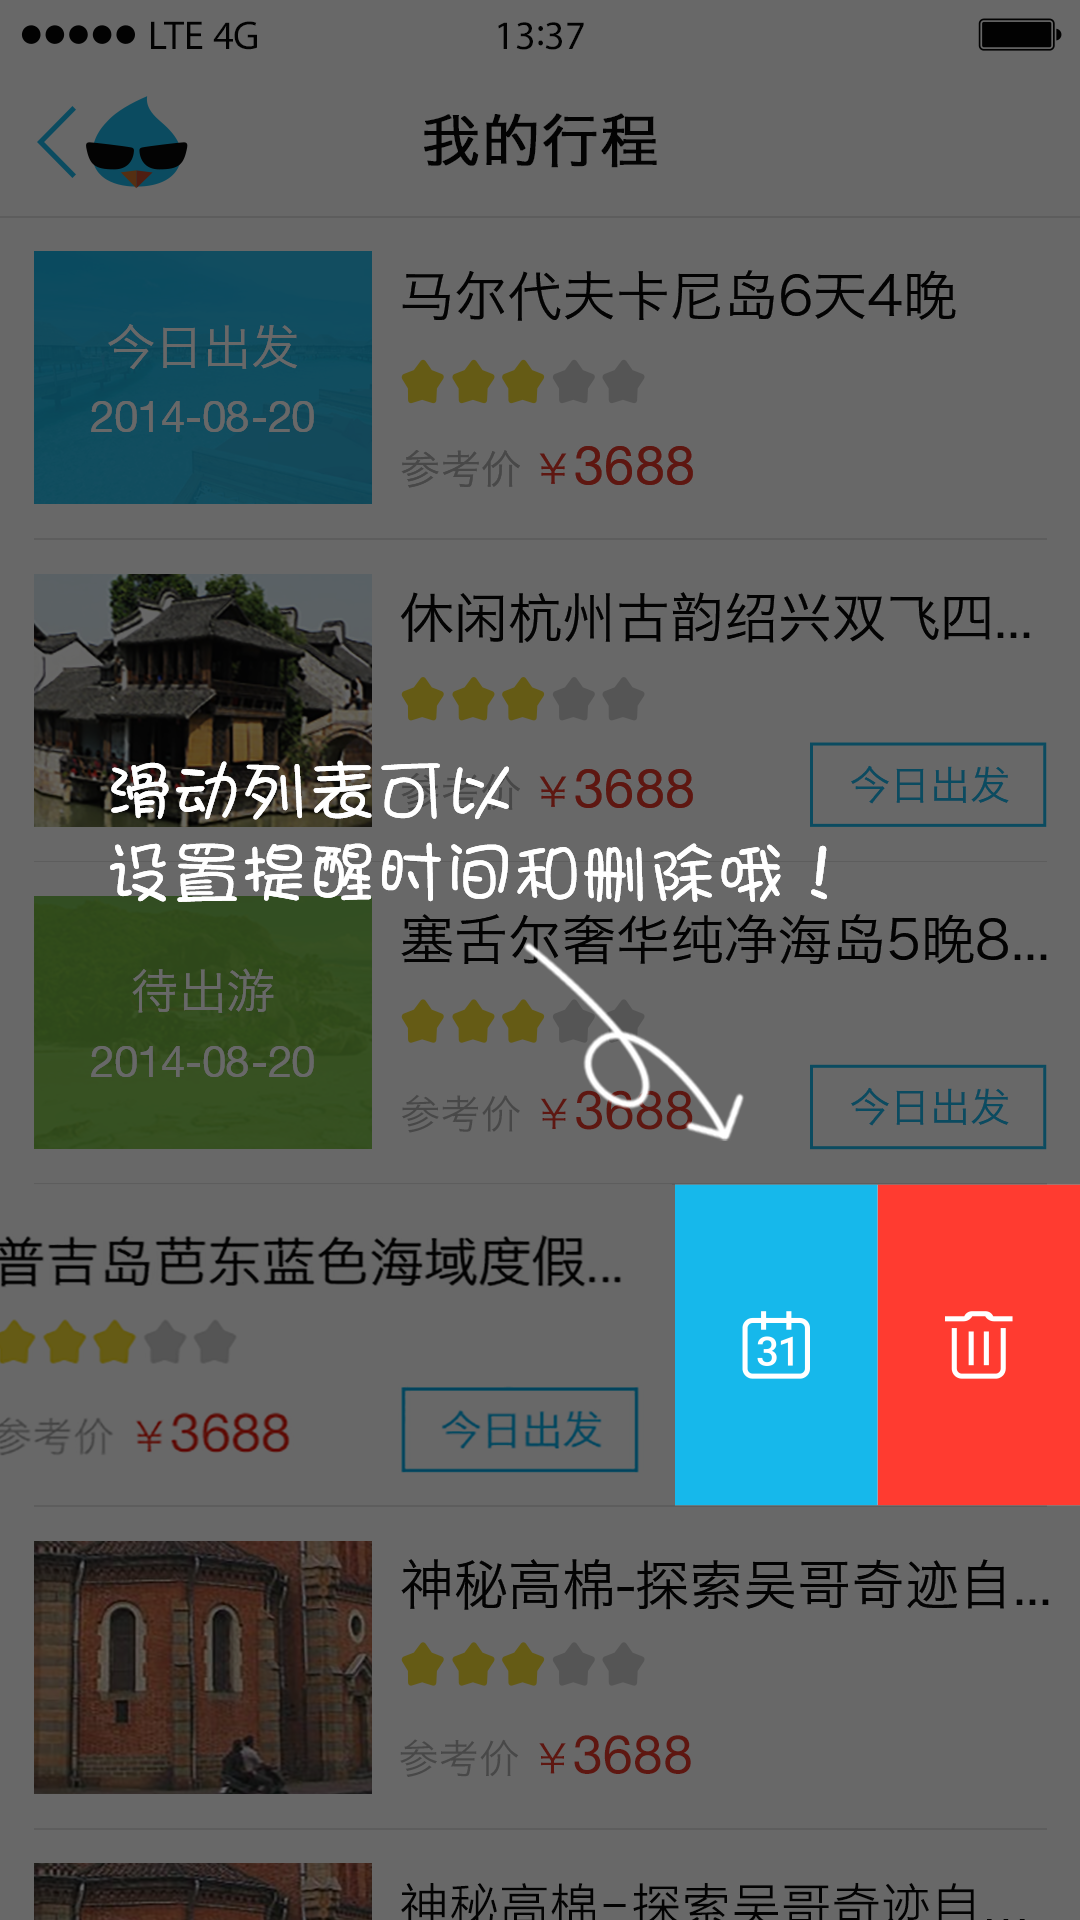 LTE 4G
13:37
我的行程
马尔代夫卡尼岛6天4晚
今日出发
2014-08-20
参考价 ¥3688
休闲杭州古韵绍兴双飞四...
参考价 ¥3688
今日出发
滑动列表可以
设置提醒时间和删除哦！
塞舌尔奢华纯净海岛5晚8...
待出游
2014-08-20
参考价 ¥3688
今日出发
普吉岛芭东蓝色海域度假...
31
参考价 ¥3688
今日出发
神秘高棉-探索吴哥奇迹自...
参考价 ¥3688
神秘高棉-探索吴哥奇迹自...